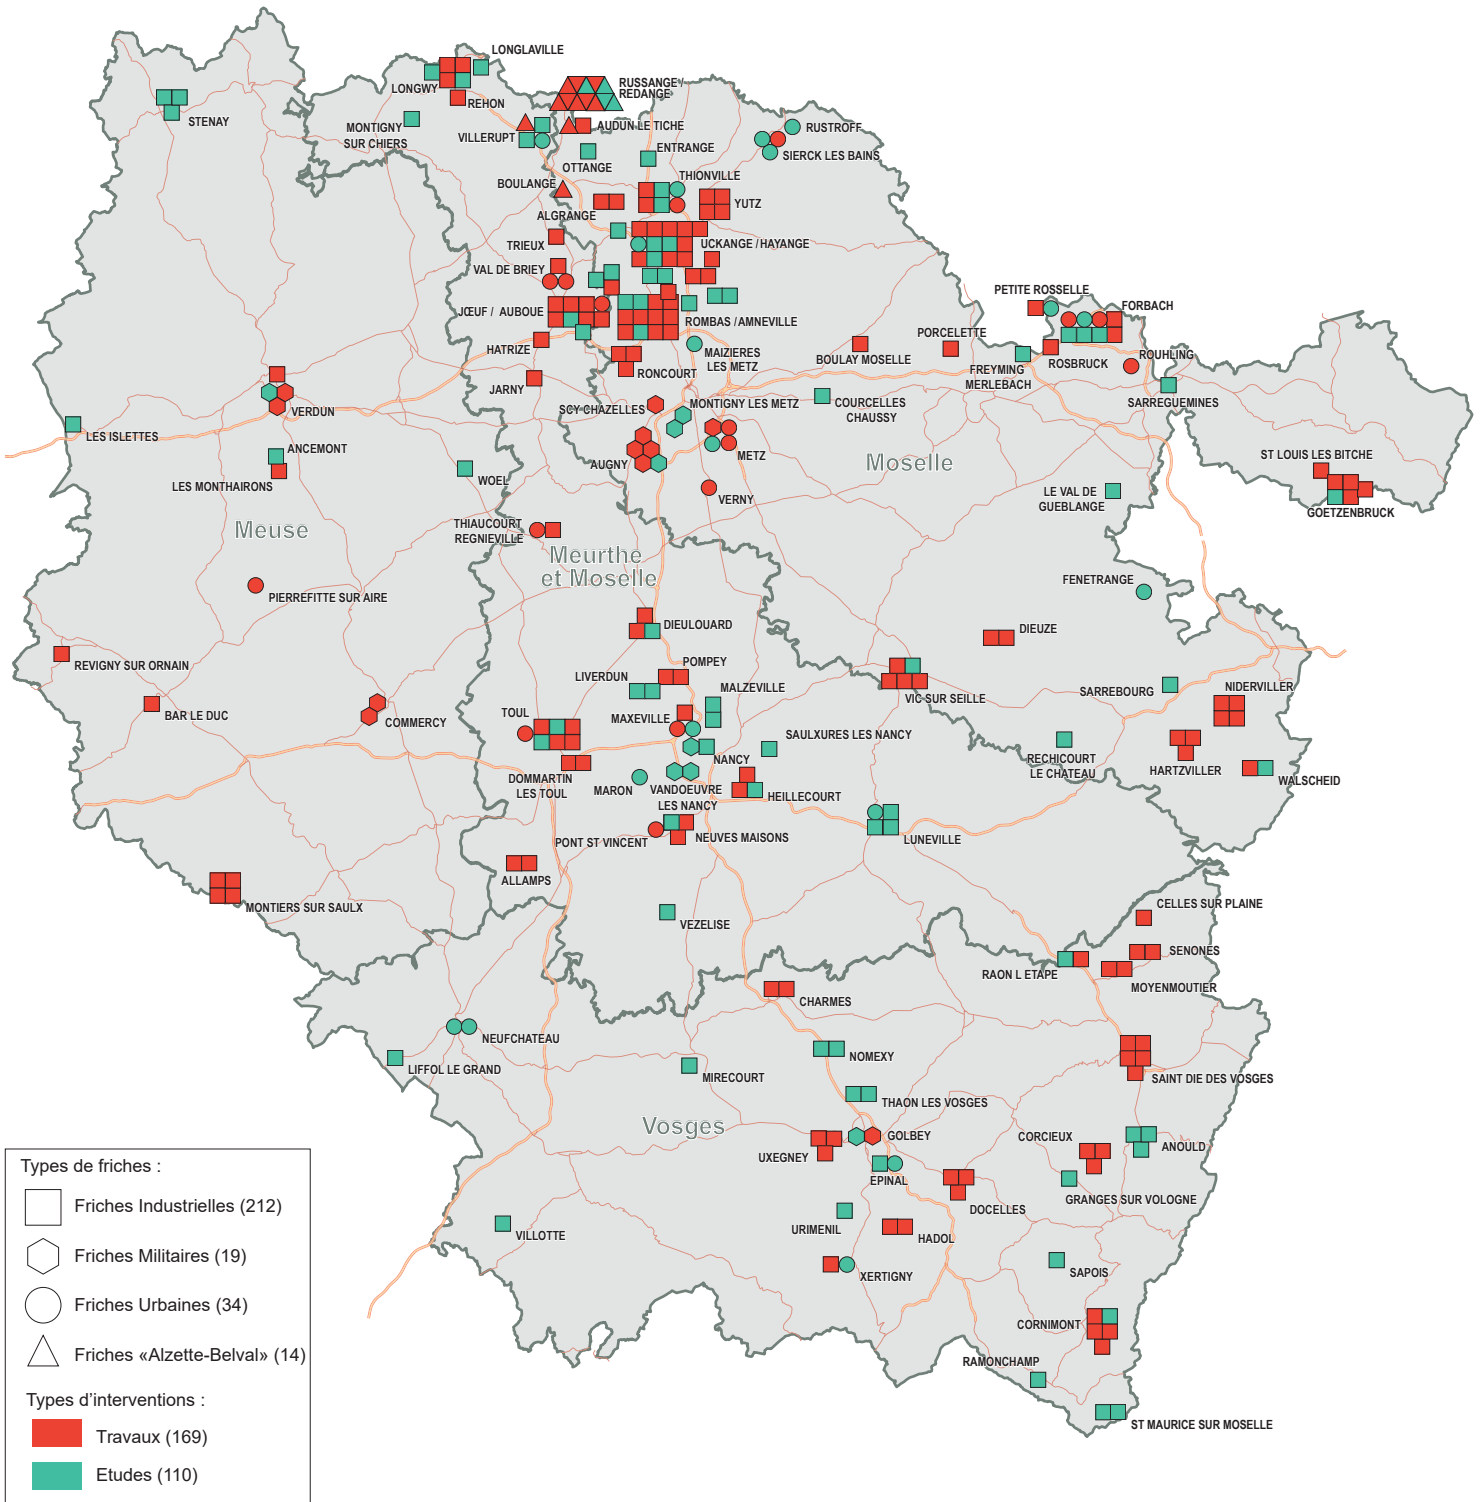 LONGLAVILLE
LONGWY
REHON
RUSSANGE /
REDANGE
STENAY
MONTIGNY
SUR CHIERS
VILLERUPT
AUDUN LE TICHE
OTTANGE
ENTRANGE
RUSTROFF
SIERCK LES BAINS
BOULANGE
THIONVILLE
ALGRANGE
YUTZ
TRIEUX
UCKANGE / HAYANGE
VAL DE BRIEY
JŒUF / AUBOUE
ROMBAS / AMNEVILLE
HATRIZE
MAIZIERES
LES METZ
RONCOURT
JARNY
BOULAY MOSELLE
PORCELETTE
PETITE ROSSELLE
FORBACH
FREYMING
MERLEBACH
ROSBRUCK
ROUHLING
SARREGUEMINES
VERDUN
LES ISLETTES
ANCEMONT
LES MONTHAIRONS
WOEL
SCY CHAZELLES
MONTIGNY LES METZ
COURCELLES
CHAUSSY
AUGNY
METZ
Moselle
VERNY
ST LOUIS LES BITCHE
GOETZENBRUCK
LE VAL DE
GUEBLANGE
Meuse
THIAUCOURT
REGNIEVILLE
Meurthe
et Moselle
FENETRANGE
PIERREFITTE SUR AIRE
DIEULOUARD
DIEUZE
REVIGNY SUR ORNAIN
POMPEY
LIVERDUN
MALZEVILLE
VIC SUR SEILLE
SARREBOURG
NIDERVILLER
BAR LE DUC
COMMERCY
TOUL
MAXEVILLE
SAULXURES LES NANCY
NANCY
RECHICOURT
LE CHATEAU
HARTZVILLER
WALSCHEID
DOMMARTIN
LES TOUL
MARON
VANDOEUVRE
LES NANCY
HEILLECOURT
PONT ST VINCENT
NEUVES MAISONS
LUNEVILLE
ALLAMPS
MONTIERS SUR SAULX
VEZELISE
CELLES SUR PLAINE
SENONES
RAON L ETAPE
MOYENMOUTIER
CHARMES
NEUFCHATEAU
LIFFOL LE GRAND
NOMEXY
MIRECOURT
SAINT DIE DES VOSGES
THAON LES VOSGES
Vosges
GOLBEY
UXEGNEY
CORCIEUX
ANOULD
EPINAL
GRANGES SUR VOLOGNE
DOCELLES
URIMENIL
HADOL
VILLOTTE
XERTIGNY
SAPOIS
CORNIMONT
RAMONCHAMP
ST MAURICE SUR MOSELLE
Types de friches :
Friches Industrielles (212)
Friches Militaires (19)
Friches Urbaines (34)
Friches «Alzette-Belval» (14)
Types d'interventions :
Travaux (169)
Etudes (110)